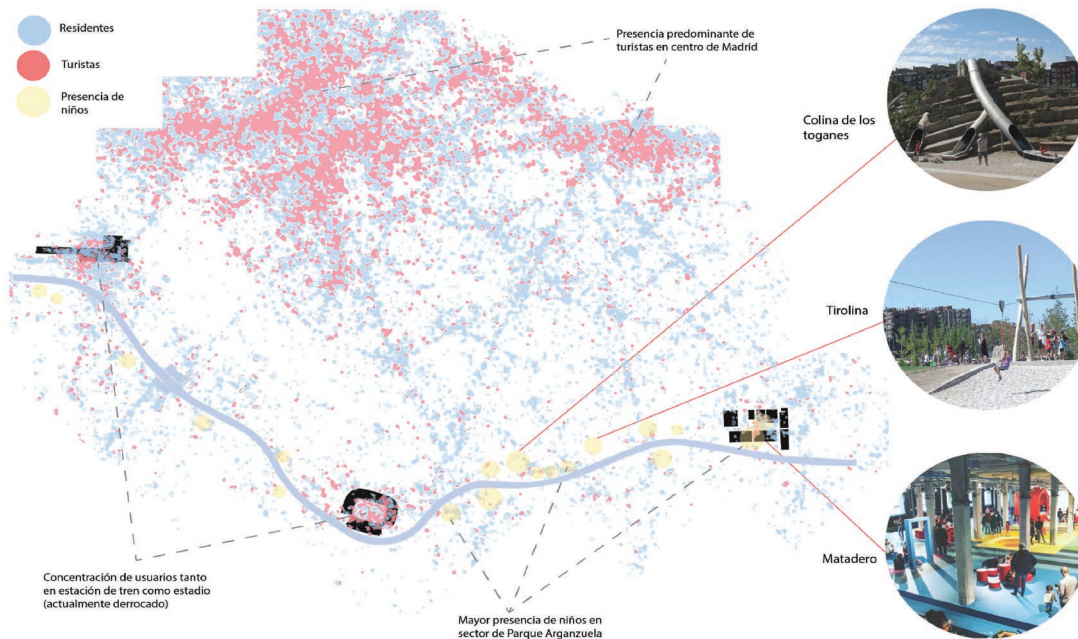 Residentes
Turistas
Presencia de
niños
Presencia predominante de
turistas en centro de Madrid
Colina de los
toganes
Tirolina
Matadero
Concentración de usuarios tanto
en estación de tren como estadio
(actualmente derrocado)
Mayor presencia de niños en
sector de Parque Arganzuela